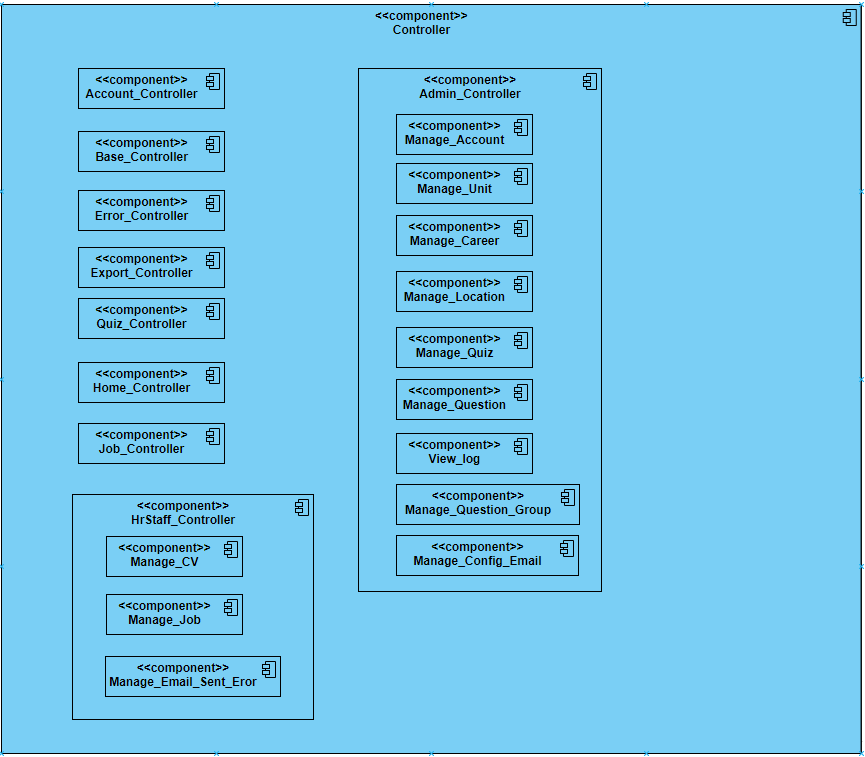 <<component>>
Controller
<<component>>
Account_Controller
<<component>>
Base_Controller
<<component>>
Error_Controller
<<component>>
Export_Controller
<<component>>
Quiz_Controller
<<component>>
Home_Controller
<<component>>
Job_Controller
<<component>>
HrStaff_Controller
<<component>>
Manage_CV
<<component>>
Manage_Job
<<component>>
Manage_Email_Sent_Eror
<<component>>
Admin_Controller
<<component>>
Manage_Account
<<component>>
Manage_Unit
<<component>>
Manage_Career
<<component>>
Manage_Location
<<component>>
Manage_Quiz
<<component>>
Manage_Question
<<component>>
View_log
<<component>>
Manage_Question_Group
<<component>>
Manage_Config_Email